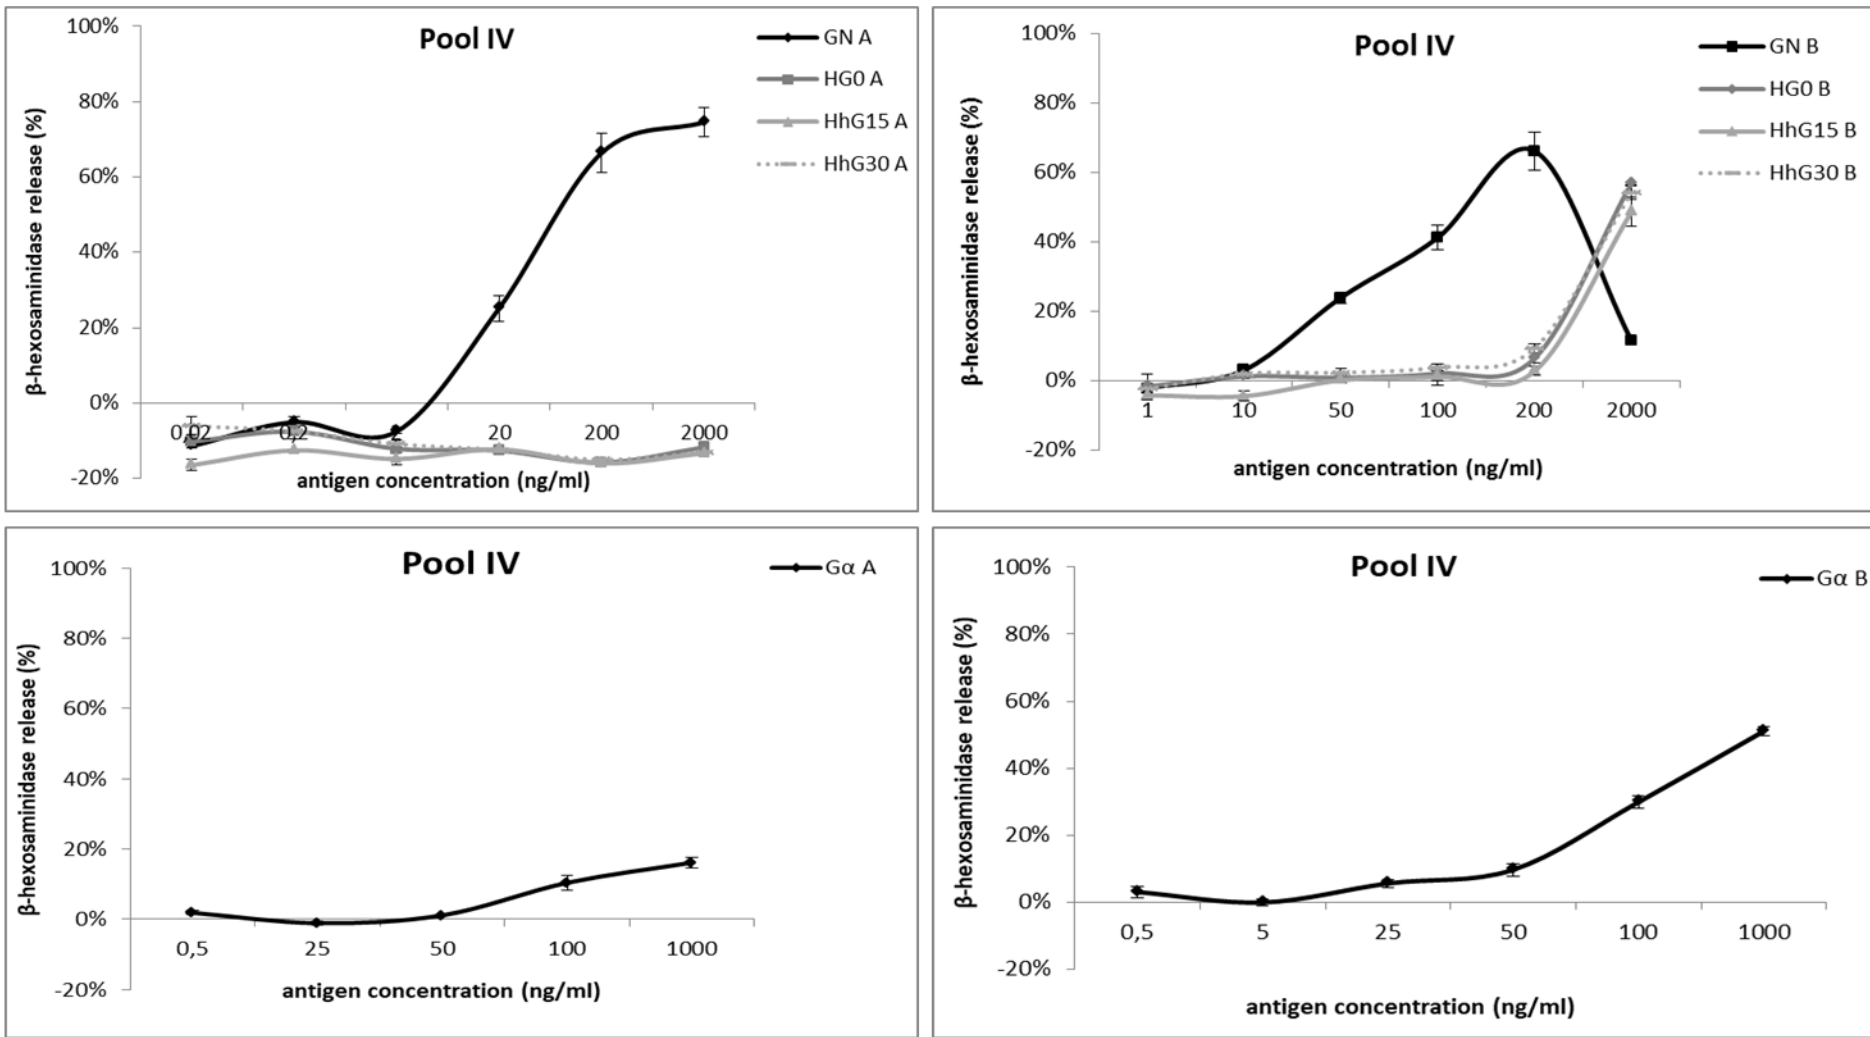 Pool IV
100%
80%
60%
40%
20%
0%
-20%
β-hexosaminidase release (%)
0,02
0,2
20
200
2000
antigen concentration (ng/ml)
GN A
HG0 A
HhG15 A
HhG30 A
Pool IV
100%
80%
60%
40%
20%
0%
-20%
β-hexosaminidase release (%)
1 10 50 100 200 2000
antigen concentration (ng/ml)
GN B
HG0 B
HhG15 B
HhG30 B
Pool IV
100%
80%
60%
40%
20%
0%
-20%
β-hexosaminidase release (%)
0,5 25 50 100 1000
antigen concentration (ng/ml)
Gα A
Pool IV
100%
80%
60%
40%
20%
0%
-20%
β-hexosaminidase release (%)
0,5 5 25 50 100 1000
antigen concentration (ng/ml)
Gα B